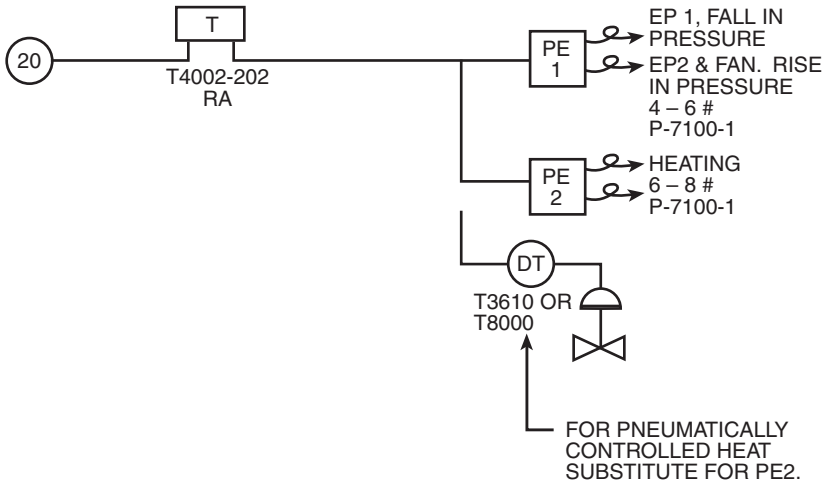 20
T
T4002-202
RA
PE
1
EP 1, FALL IN
PRESSURE
EP2 & FAN. RISE
IN PRESSURE
4 – 6 #
P-7100-1
PE
2
HEATING
6 – 8 #
P-7100-1
DT
T3610 OR
T8000
FOR PNEUMATICALLY
CONTROLLED HEAT
SUBSTITUTE FOR PE2.